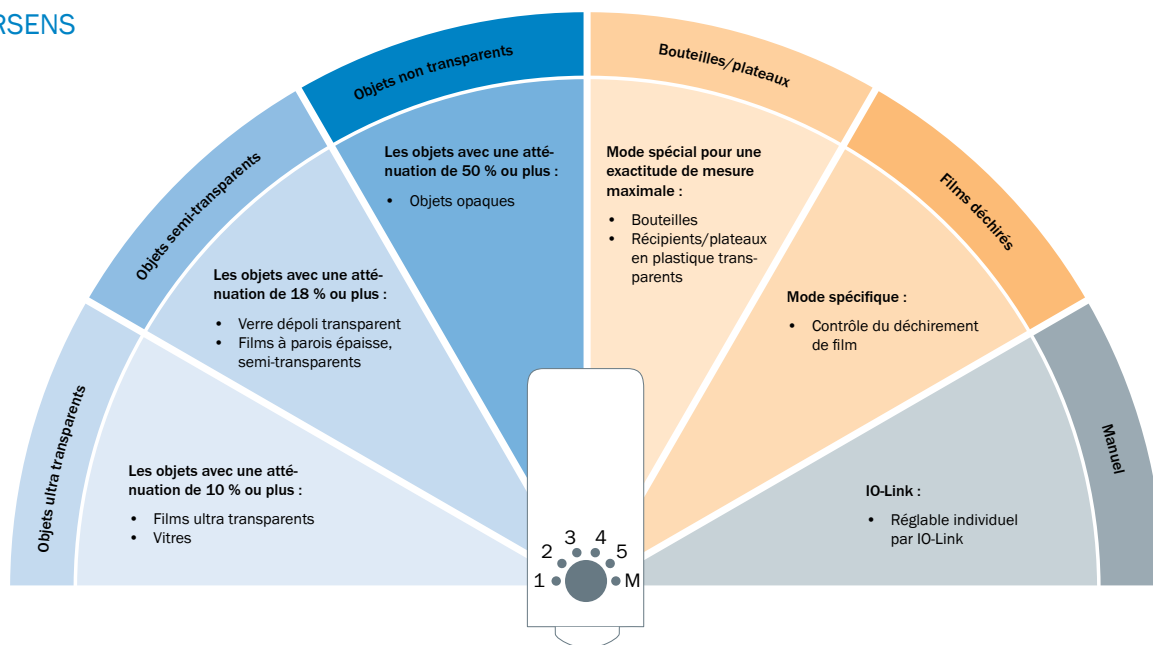 RSENS
Objets ultra transparents
Les objets avec une atté-
nuation de 10 % ou plus :
• Films ultra transparents
• Vitres
Objets semi-transparents
Les objets avec une atté-
nuation de 18 % ou plus :
• Verre dépoli transparent
• Films à parois épaisse,
semi-transparents
Objets non transparents
Les objets avec une atté-
nuation de 50 % ou plus :
• Objets opaques
Bouteilles/plateaux
Mode spécial pour une
exactitude de mesure
maximale :
• Bouteilles
• Récipients/plateaux
en plastique trans-
parents
Films déchirés
Mode spécifique :
• Contrôle du déchirement
de film
Manuel
IO-Link :
• Réglable individuel
par IO-Link
1
2
3
4
5
M